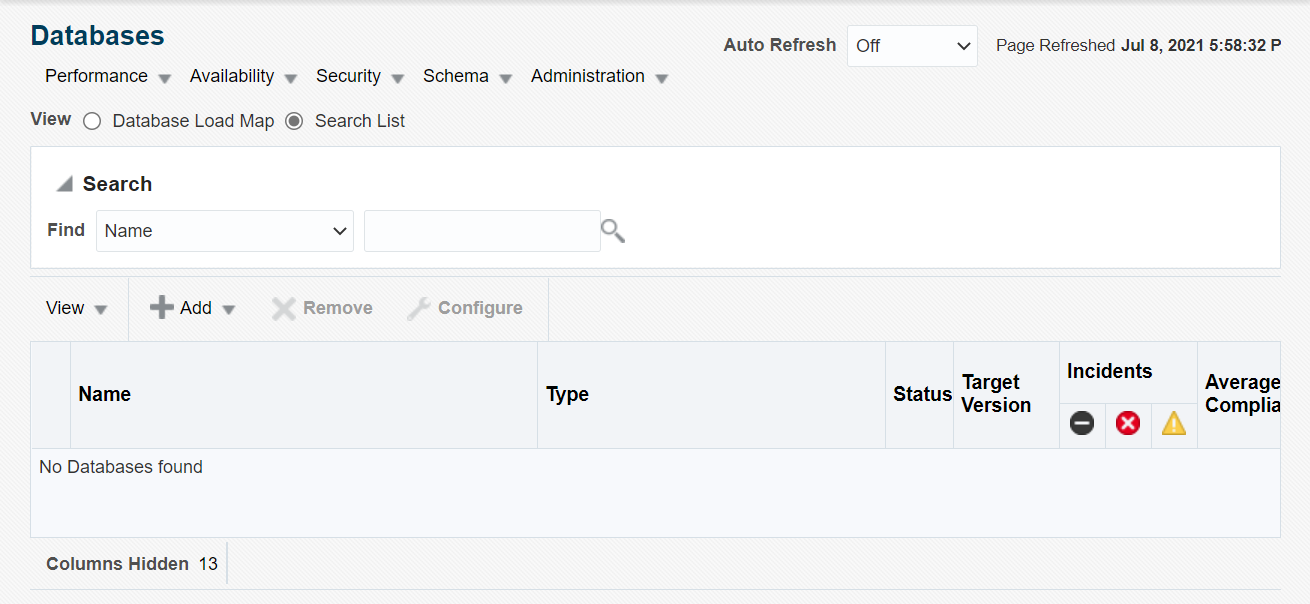 Databases
Auto Refresh Off Page Refreshed Jul 8, 2021 5:58:32 P
Performance Availability Security Schema Administration
View Database Load Map Search List
Search
Find Name
View Add Remove Configure
Name Type Status Target Version Incidents Average Complia
No Databases found
Columns Hidden 13